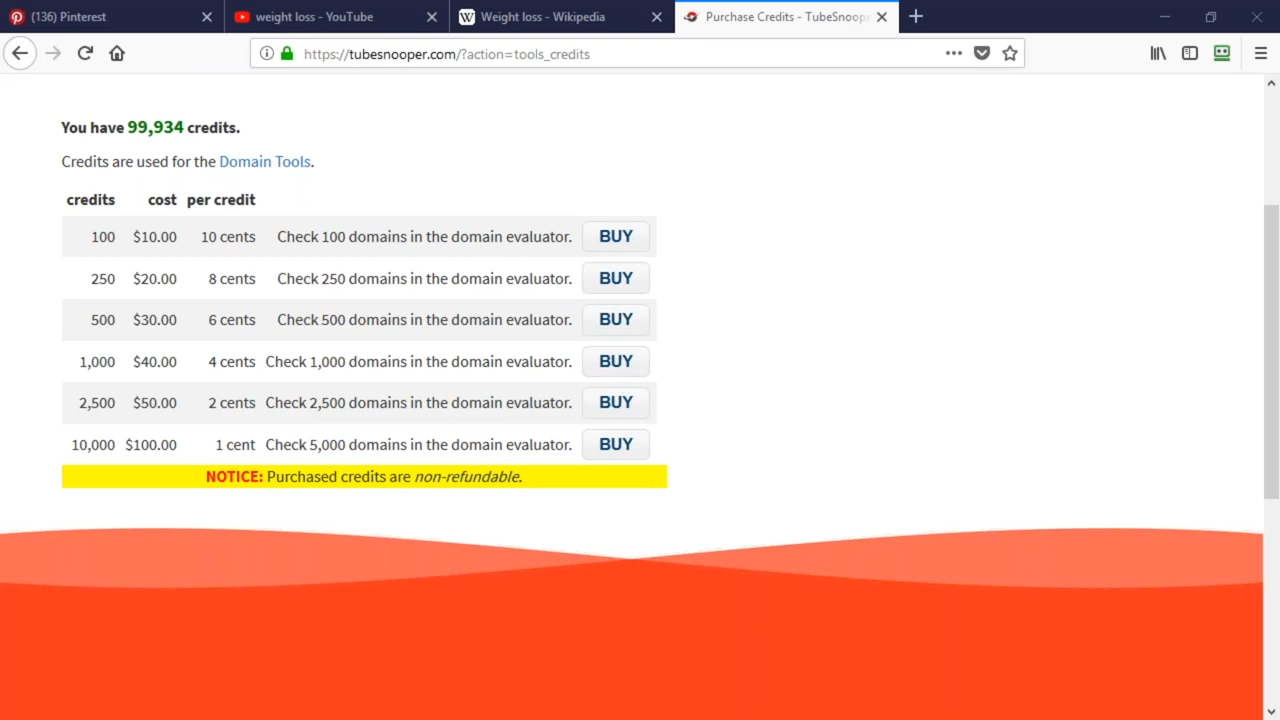 (136) Pinterest
weight loss - YouTube
Weight loss - Wikipedia
Purchase Credits - TubeSnoope
https://tubesnooper.com/?action=tools_credits
You have 99,934 credits.
Credits are used for the Domain Tools.
credits cost per credit
100 $10.00 10 cents Check 100 domains in the domain evaluator. BUY
250 $20.00 8 cents Check 250 domains in the domain evaluator. BUY
500 $30.00 6 cents Check 500 domains in the domain evaluator. BUY
1,000 $40.00 4 cents Check 1,000 domains in the domain evaluator. BUY
2,500 $50.00 2 cents Check 2,500 domains in the domain evaluator. BUY
10,000 $100.00 1 cent Check 5,000 domains in the domain evaluator. BUY
NOTICE: Purchased credits are non-refundable.